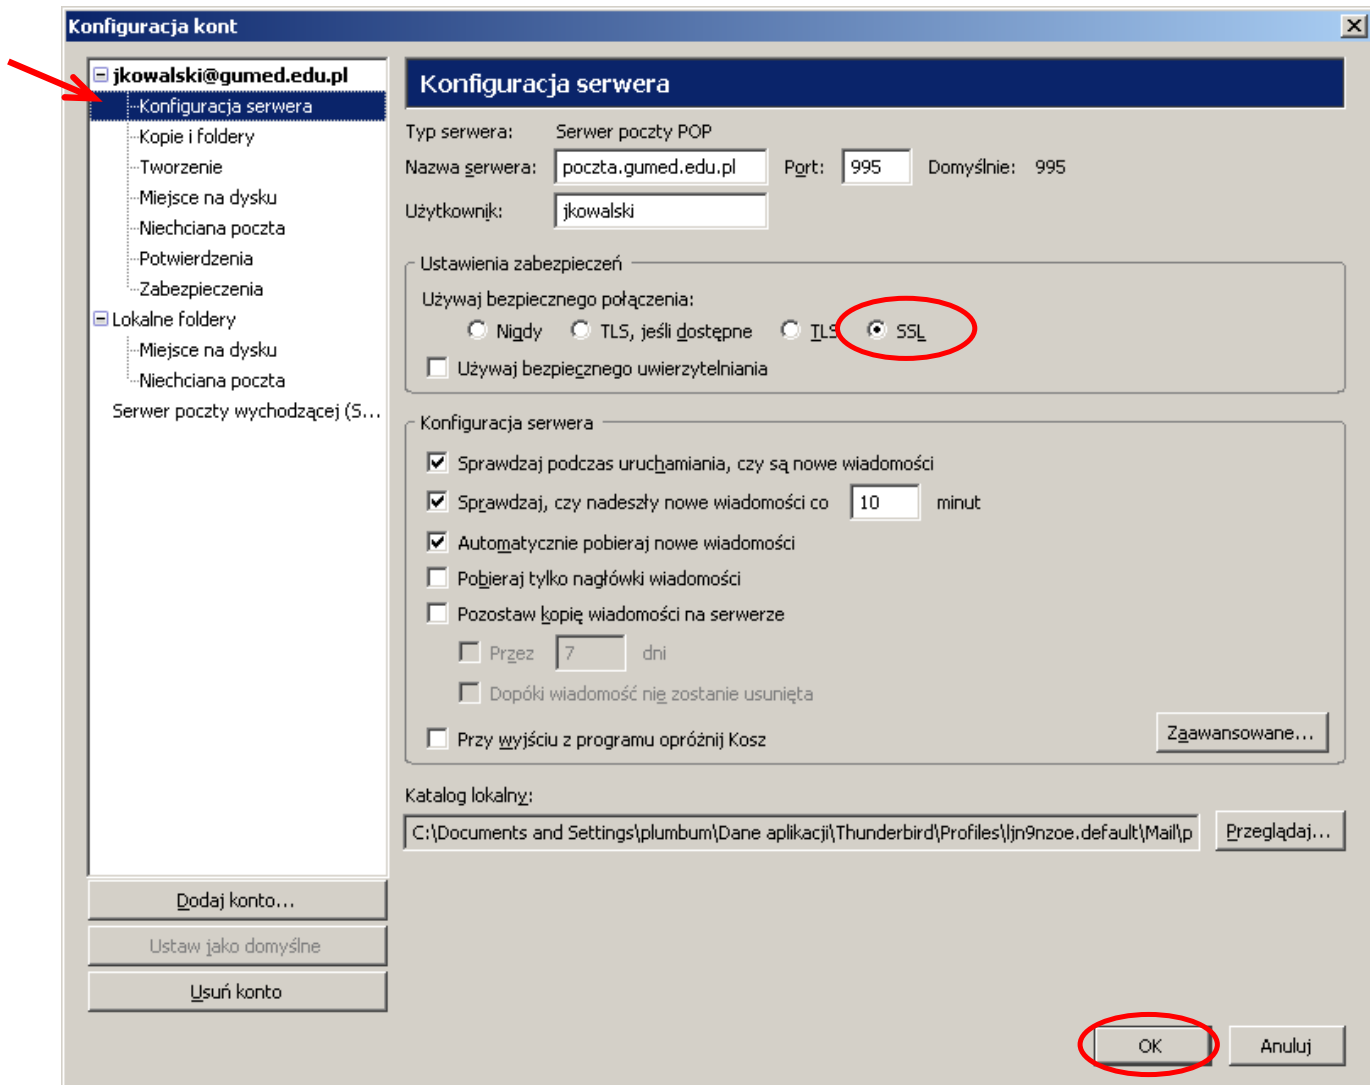 Konfiguracja kont
jkowalski@gumed.edu.pl
Konfiguracja serwera
Kopie i foldery
Tworzenie
Miejsce na dysku
Niechciana poczta
Potwierdzenia
Zabezpieczenia
Lokalne foldery
Miejsce na dysku
Niechciana poczta
Serwer poczty wychodzącej (S...
Dodaj konto...
Ustaw jako domyślne
Usuń konto
Konfiguracja serwera
Typ serwera: Serwer poczty POP
Nazwa serwera: poczta.gumed.edu.pl Port: 995 Domyślnie: 995
Użytkownik: jkowalski
Ustawienia zabezpieczeń
Używaj bezpiecznego połączenia:
Nigdy TLS, jeśli dostępne TLS SSL
Używaj bezpiecznego uwierzytelniania
Konfiguracja serwera
Sprawdzaj podczas uruchamiania, czy są nowe wiadomości
Sprawdzaj, czy nadeszły nowe wiadomości co 10 minut
Automatycznie pobieraj nowe wiadomości
Pobieraj tylko nagłówki wiadomości
Pozostaw kopię wiadomości na serwerze
Przez 7 dni
Dopóki wiadomość nie zostanie usunięta
Przy wyjściu z programu opróżnij Kosz
Zaawansowane...
Katalog lokalny:
C:\Documents and Settings\plumbum\Dane aplikacji\Thunderbird\Profiles\ljn9nzoe.default\Mail\p Przeglądaj...
OK Anuluj